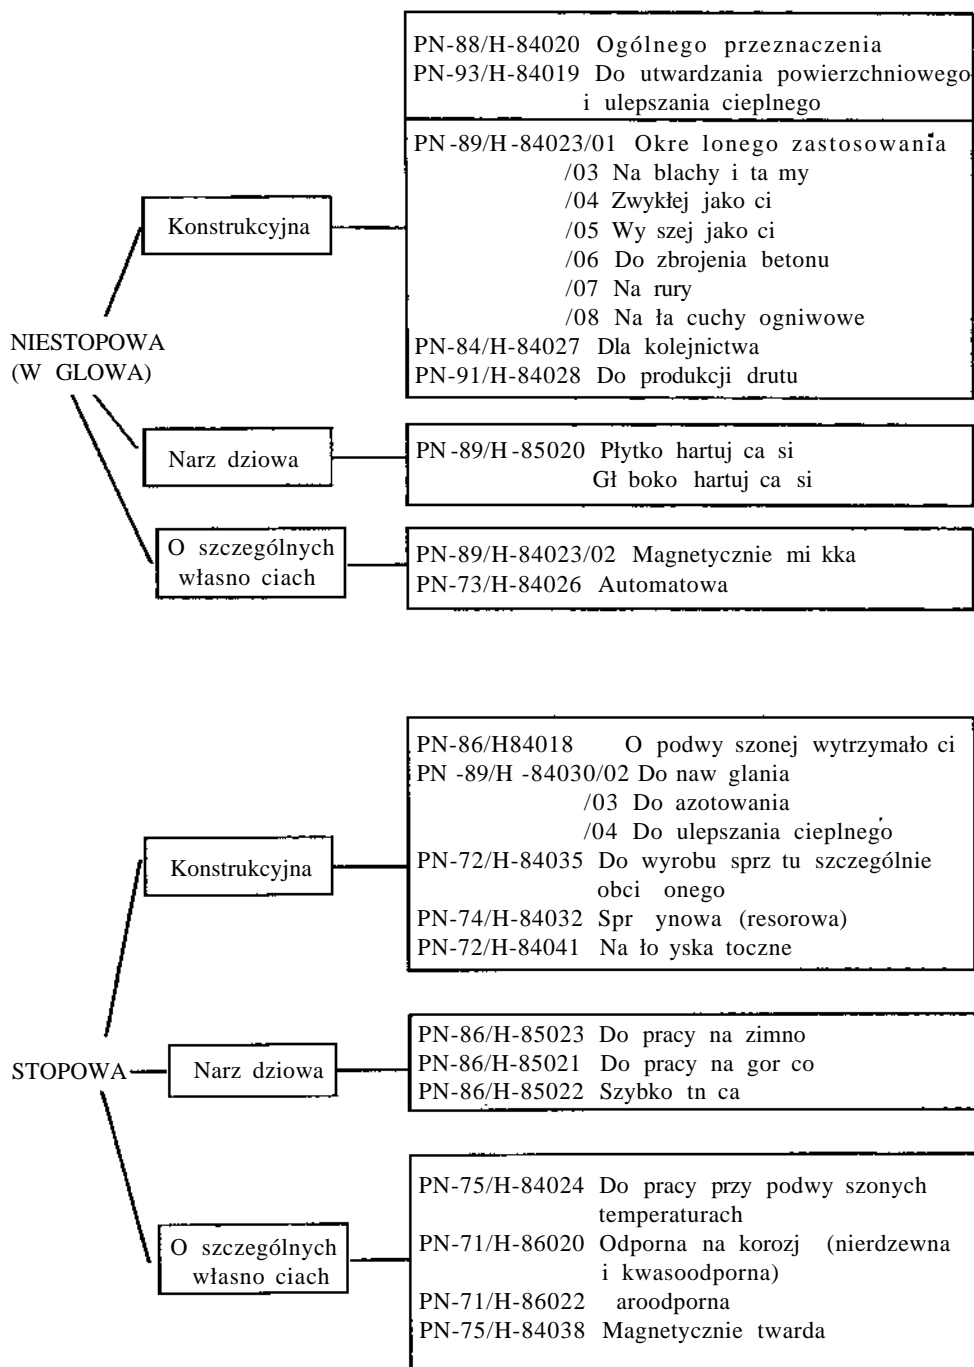 PN-88/H-84020 Ogólnego przeznaczenia
PN-93/H-84019 Do utwardzania powierzchniowego
i ulepszania cieplnego
PN-89/H-84023/01 Okre lonego zastosowania
/03 Na blachy i ta my
/04 Zwykłej jako ci
/05 Wy szej jako ci
/06 Do zbrojenia betonu
/07 Na rury
/08 Na ła cuchy ogniwowe
PN-84/H-84027 Dla kolejnictwa
PN-91/H-84028 Do produkcji drutu
Konstrukcyjna
NIESTOPOWA
(W GLOWA)
Narz dziowa
PN-89/H-85020 Płytko hartuj ca si
Gł boko hartuj ca si
O szczególnych
własno ciach
PN-89/H-84023/02 Magnetycznie mi kka
PN-73/H-84026 Automatowa
PN-86/H84018 O podwy szonej wytrzymało ci
PN-89/H-84030/02 Do naw glania
/03 Do azotowania
/04 Do ulepszania cieplnego
PN-72/H-84035 Do wyrobu sprz tu szczególnie
obci onego
PN-74/H-84032 Spr ynowa (resorowa)
PN-72/H-84041 Na ło yska toczne
Konstrukcyjna
STOPOWA
Narz dziowa
PN-86/H-85023 Do pracy na zimno
PN-86/H-85021 Do pracy na gor co
PN-86/H-85022 Szybko tn ca
O szczególnych
własno ciach
PN-75/H-84024 Do pracy przy podwy szonych
temperaturach
PN-71/H-86020 Odporna na korozj (nierdzewna
i kwasoodporna)
PN-71/H-86022 aroodporna
PN-75/H-84038 Magnetycznie twarda